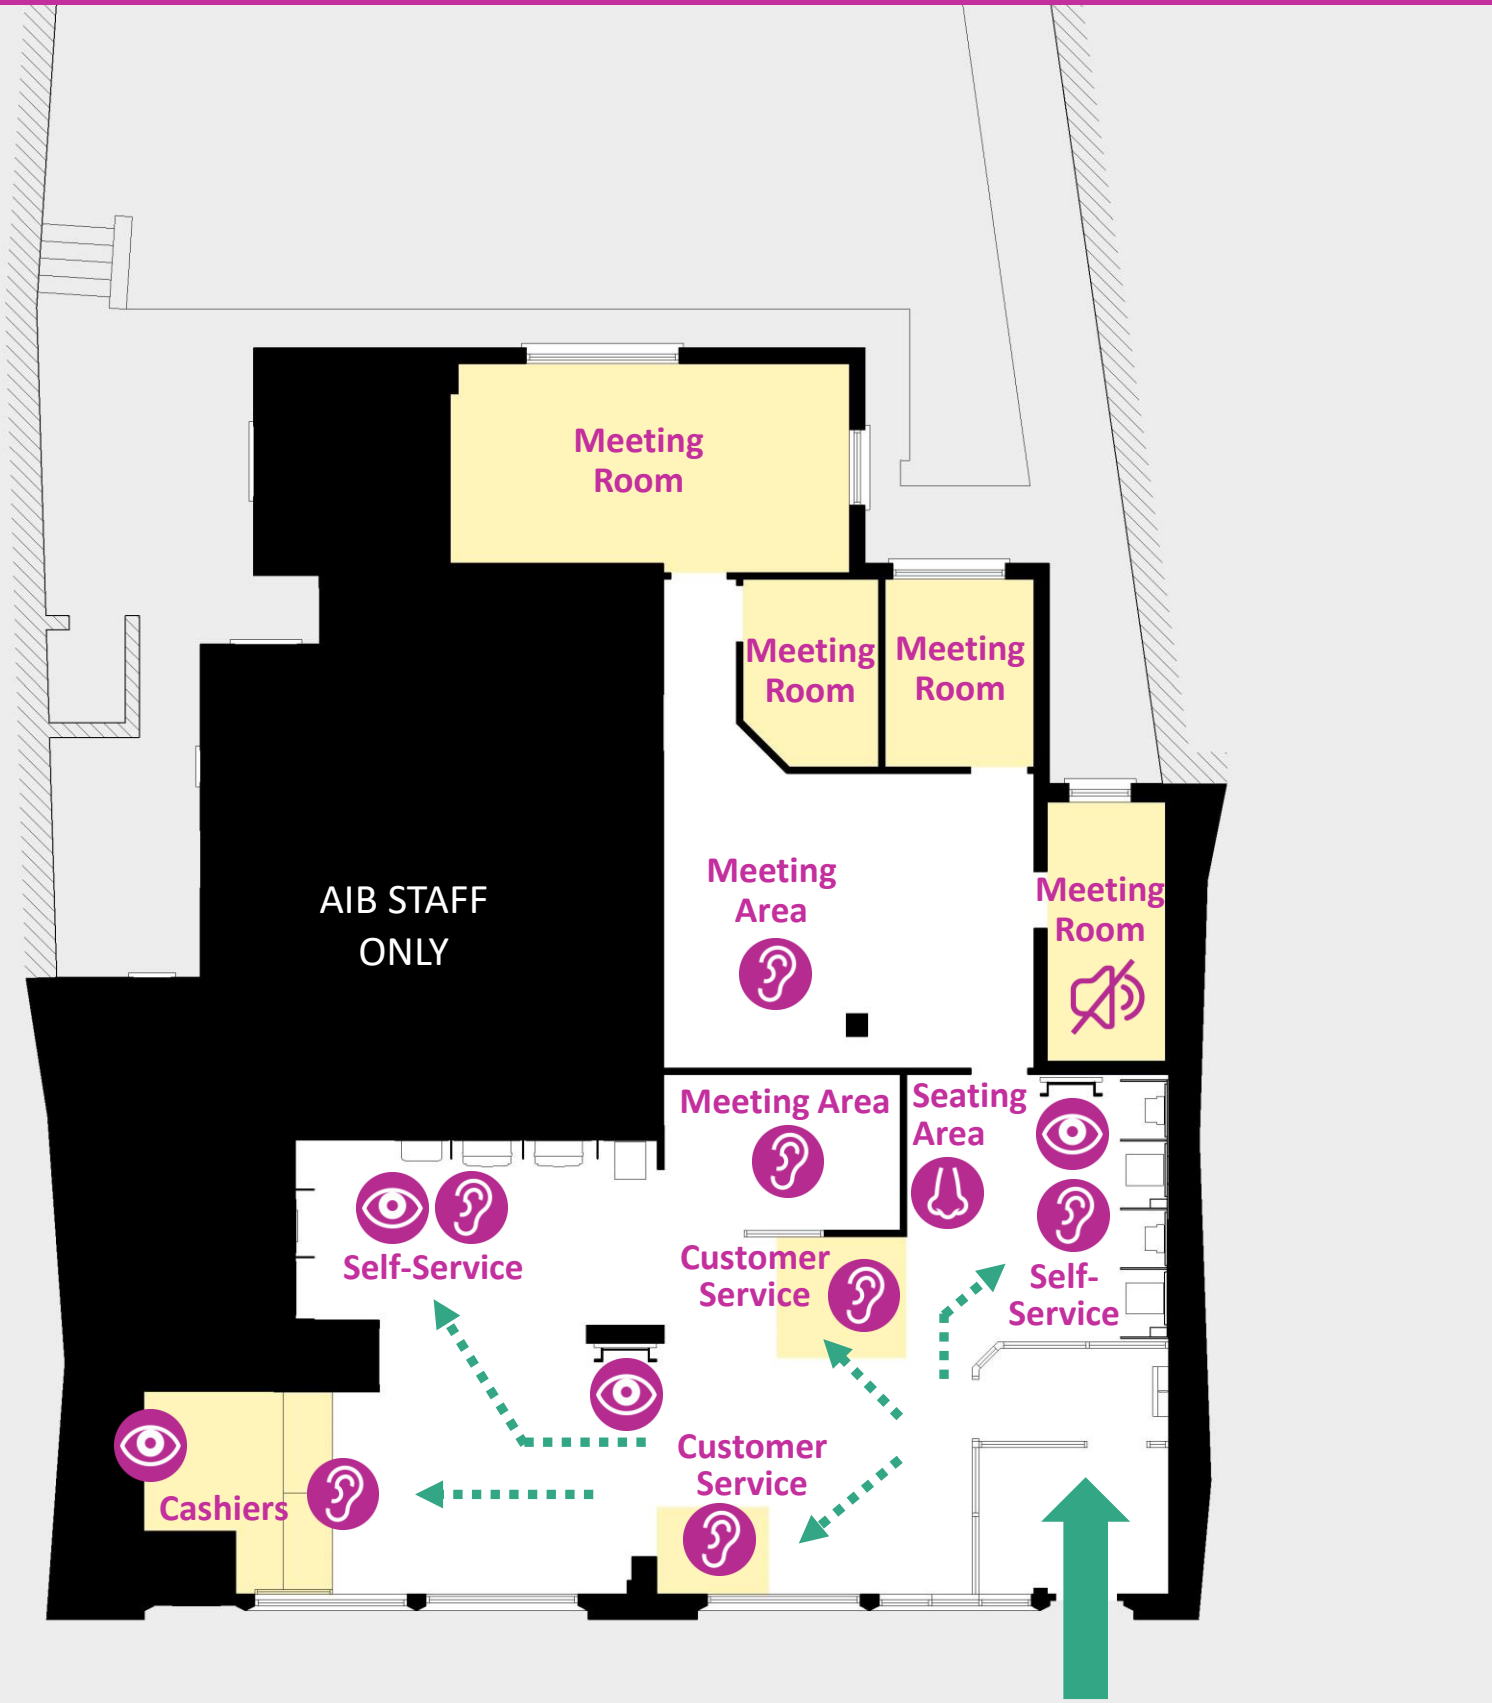 Meeting
Room
Meeting
Room
Meeting
Room
Meeting
Area
Meeting
Room
AIB STAFF
ONLY
Meeting Area
Seating
Area
Self-Service
Customer
Service
Self-
Service
Customer
Service
Cashiers